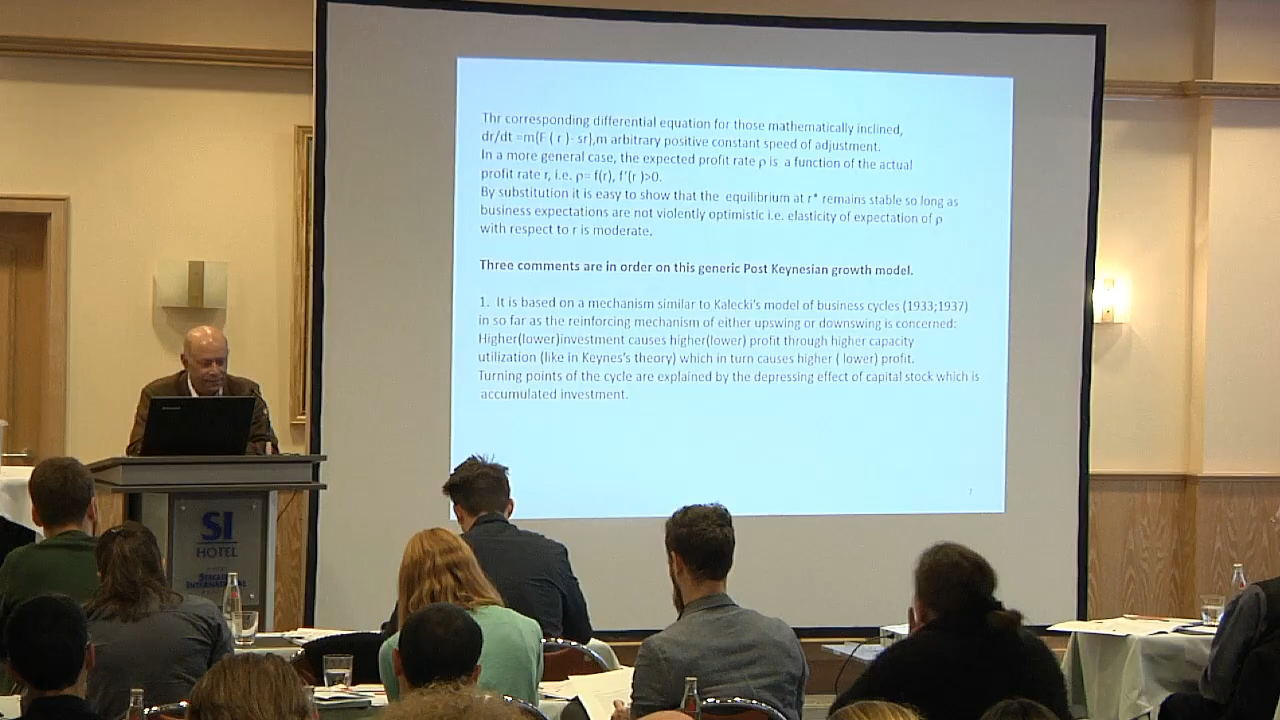 Thr corresponding differential equation for those mathematically inclined,
dr/dt =m{F ( r )- sr},m arbitrary positive constant speed of adjustment.
In a more general case, the expected profit rate ρ is a function of the actual
profit rate r, i.e. ρ= f(r), f'(r )>0.
By substitution it is easy to show that the equilibrium at r* remains stable so long as
business expectations are not violently optimistic i.e. elasticity of expectation of ρ
with respect to r is moderate.
Three comments are in order on this generic Post Keynesian growth model.
1. It is based on a mechanism similar to Kalecki's model of business cycles (1933;1937)
in so far as the reinforcing mechanism of either upswing or downswing is concerned:
Higher(lower)investment causes higher(lower) profit through higher capacity
utilization (like in Keynes's theory) which in turn causes higher ( lower) profit.
Turning points of the cycle are explained by the depressing effect of capital stock which is
accumulated investment.
7
SI
HOTEL
INTERNATIONAL